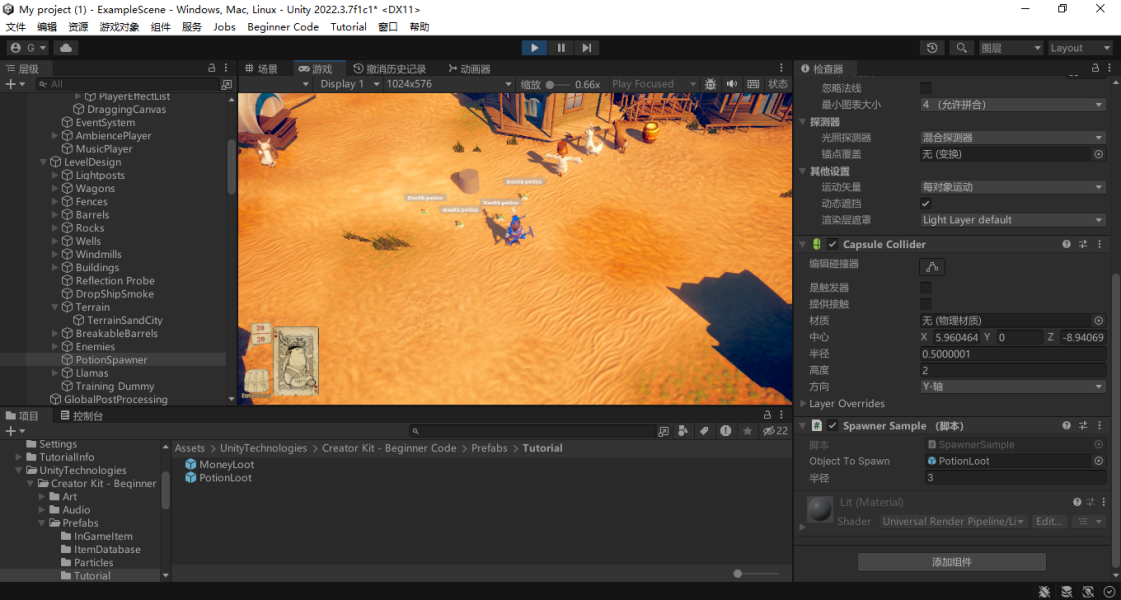 My project (1) - ExampleScene - Windows, Mac, Linux - Unity 2022.3.7f1c1* <DX11>
文件 编辑 资源 游戏对象 组件 服务 Jobs Beginner Code Tutorial 窗口 帮助
G 图层 Layout
层级
All
PlayerEffectList
DraggingCanvas
EventSystem
AmbiencePlayer
MusicPlayer
LevelDesign
Lightposts
Wagons
Fences
Barrels
Rocks
Wells
Windmills
Buildings
Reflection Probe
DropShipSmoke
Terrain
TerrainSandCity
BreakableBarrels
Enemies
PotionSpawner
Llamas
Training Dummy
GlobalPostProcessing
场景 游戏 撤消历史记录 动画器
Display 1 1024x576 缩放 0.66x Play Focused 状态
Health potion
Health potion
Health potion
Health potion
20
20
检查器
忽略法线
最小图表大小 4 (允许拼合)
探测器
光照探测器 混合探测器
锚点覆盖 无 (变换)
其他设置
运动矢量 每对象运动
动态遮挡
渲染层遮罩 Light Layer default
Capsule Collider
编辑碰撞器
是触发器
提供接触
材质 无 (物理材质)
中心 X 5.960464 Y 0 Z -8.94069
半径 0.5000001
高度 2
方向 Y-轴
Layer Overrides
Spawner Sample （脚本）
脚本 SpawnerSample
Object To Spawn PotionLoot
半径 3
Lit (Material)
Shader Universal Render Pipeline/Li Edit...
添加组件
项目 控制台
22
Settings
TutorialInfo
UnityTechnologies
Creator Kit - Beginner
Art
Audio
Prefabs
InGameItem
ItemDatabase
Particles
Tutorial
Assets > UnityTechnologies > Creator Kit - Beginner Code > Prefabs > Tutorial
MoneyLoot
PotionLoot